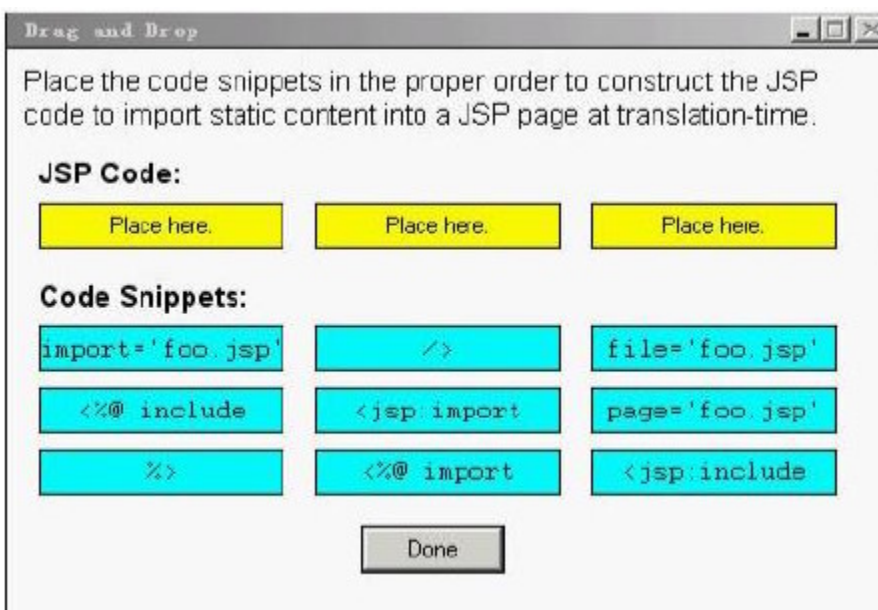 Drag and Drop
Place the code snippets in the proper order to construct the JSP
code to import static content into a JSP page at translation-time.
JSP Code:
Place here. Place here. Place here.
Code Snippets:
import='foo.jsp' /> file='foo.jsp'
<%@ include <jsp:import page='foo.jsp'
%> <%@ import <jsp:include
Done